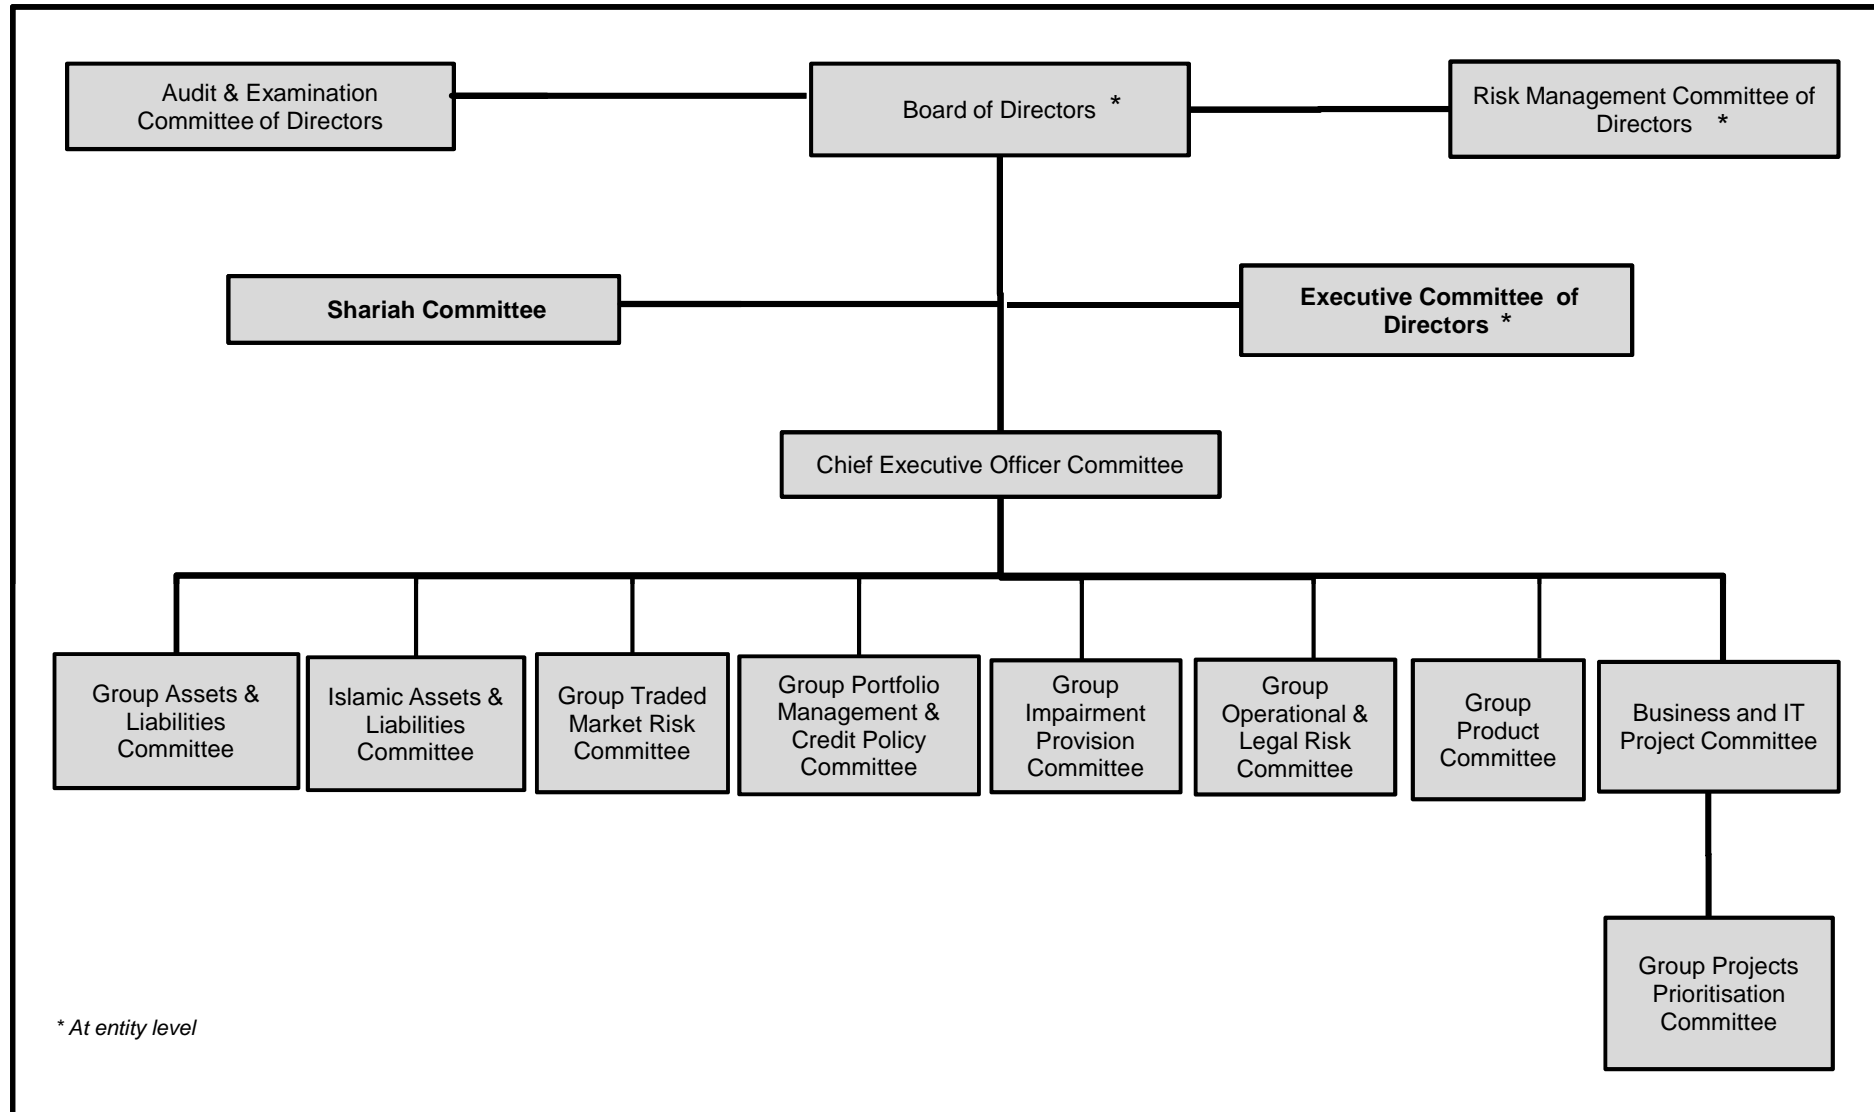 Audit & Examination
Committee of Directors
Board of Directors *
Risk Management Committee of
Directors *
Shariah Committee
Executive Committee of
Directors *
Chief Executive Officer Committee
Group Assets &
Liabilities
Committee
Islamic Assets &
Liabilities
Committee
Group Traded
Market Risk
Committee
Group Portfolio
Management &
Credit Policy
Committee
Group
Impairment
Provision
Committee
Group
Operational &
Legal Risk
Committee
Group
Product
Committee
Business and IT
Project Committee
Group Projects
Prioritisation
Committee
* At entity level